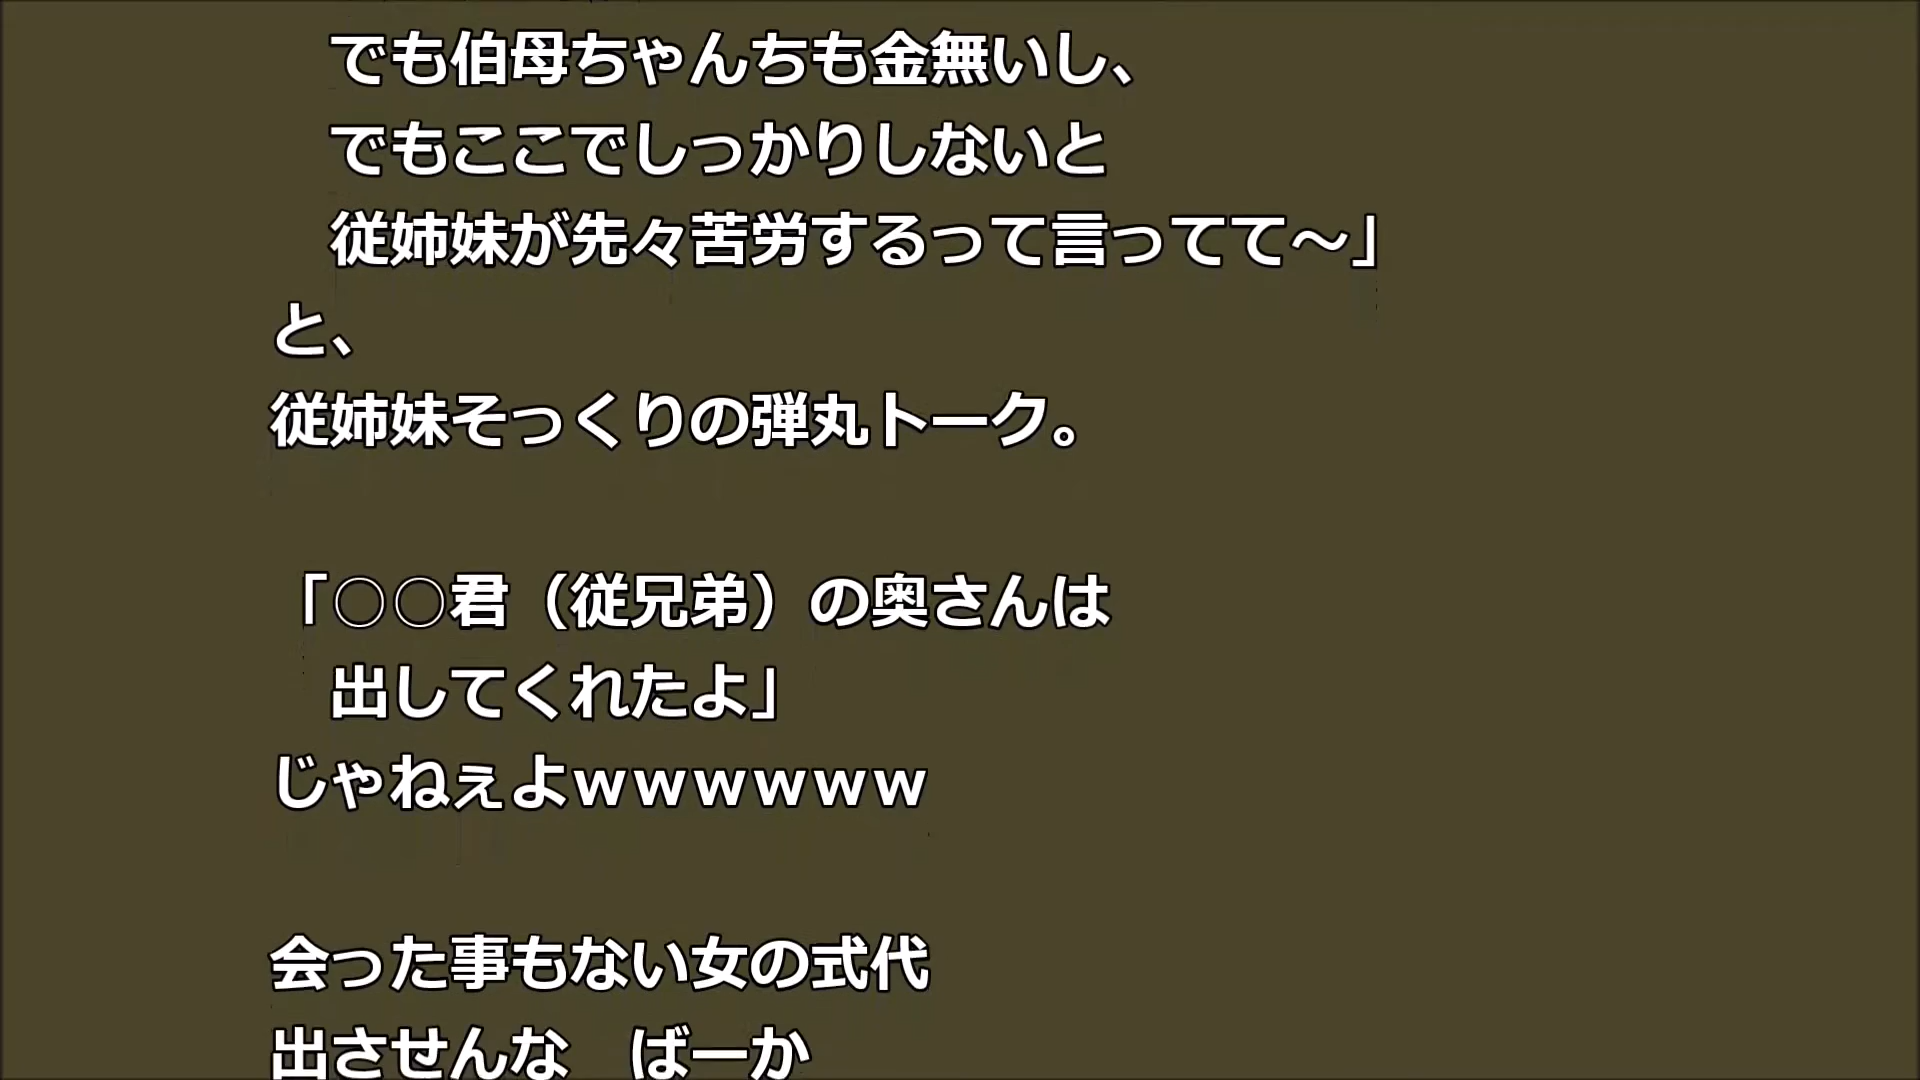 でも伯母ちゃんちも金無いし、
でもここでしっかりしないと
従姉妹が先々苦労するって言ってて～」
と、
従姉妹そっくりの弾丸トーク。
「○○君（従兄弟）の奥さんは
出してくれたよ」
じゃねぇよｗｗｗｗｗｗ
会った事もない女の式代
出させんな　ばーか